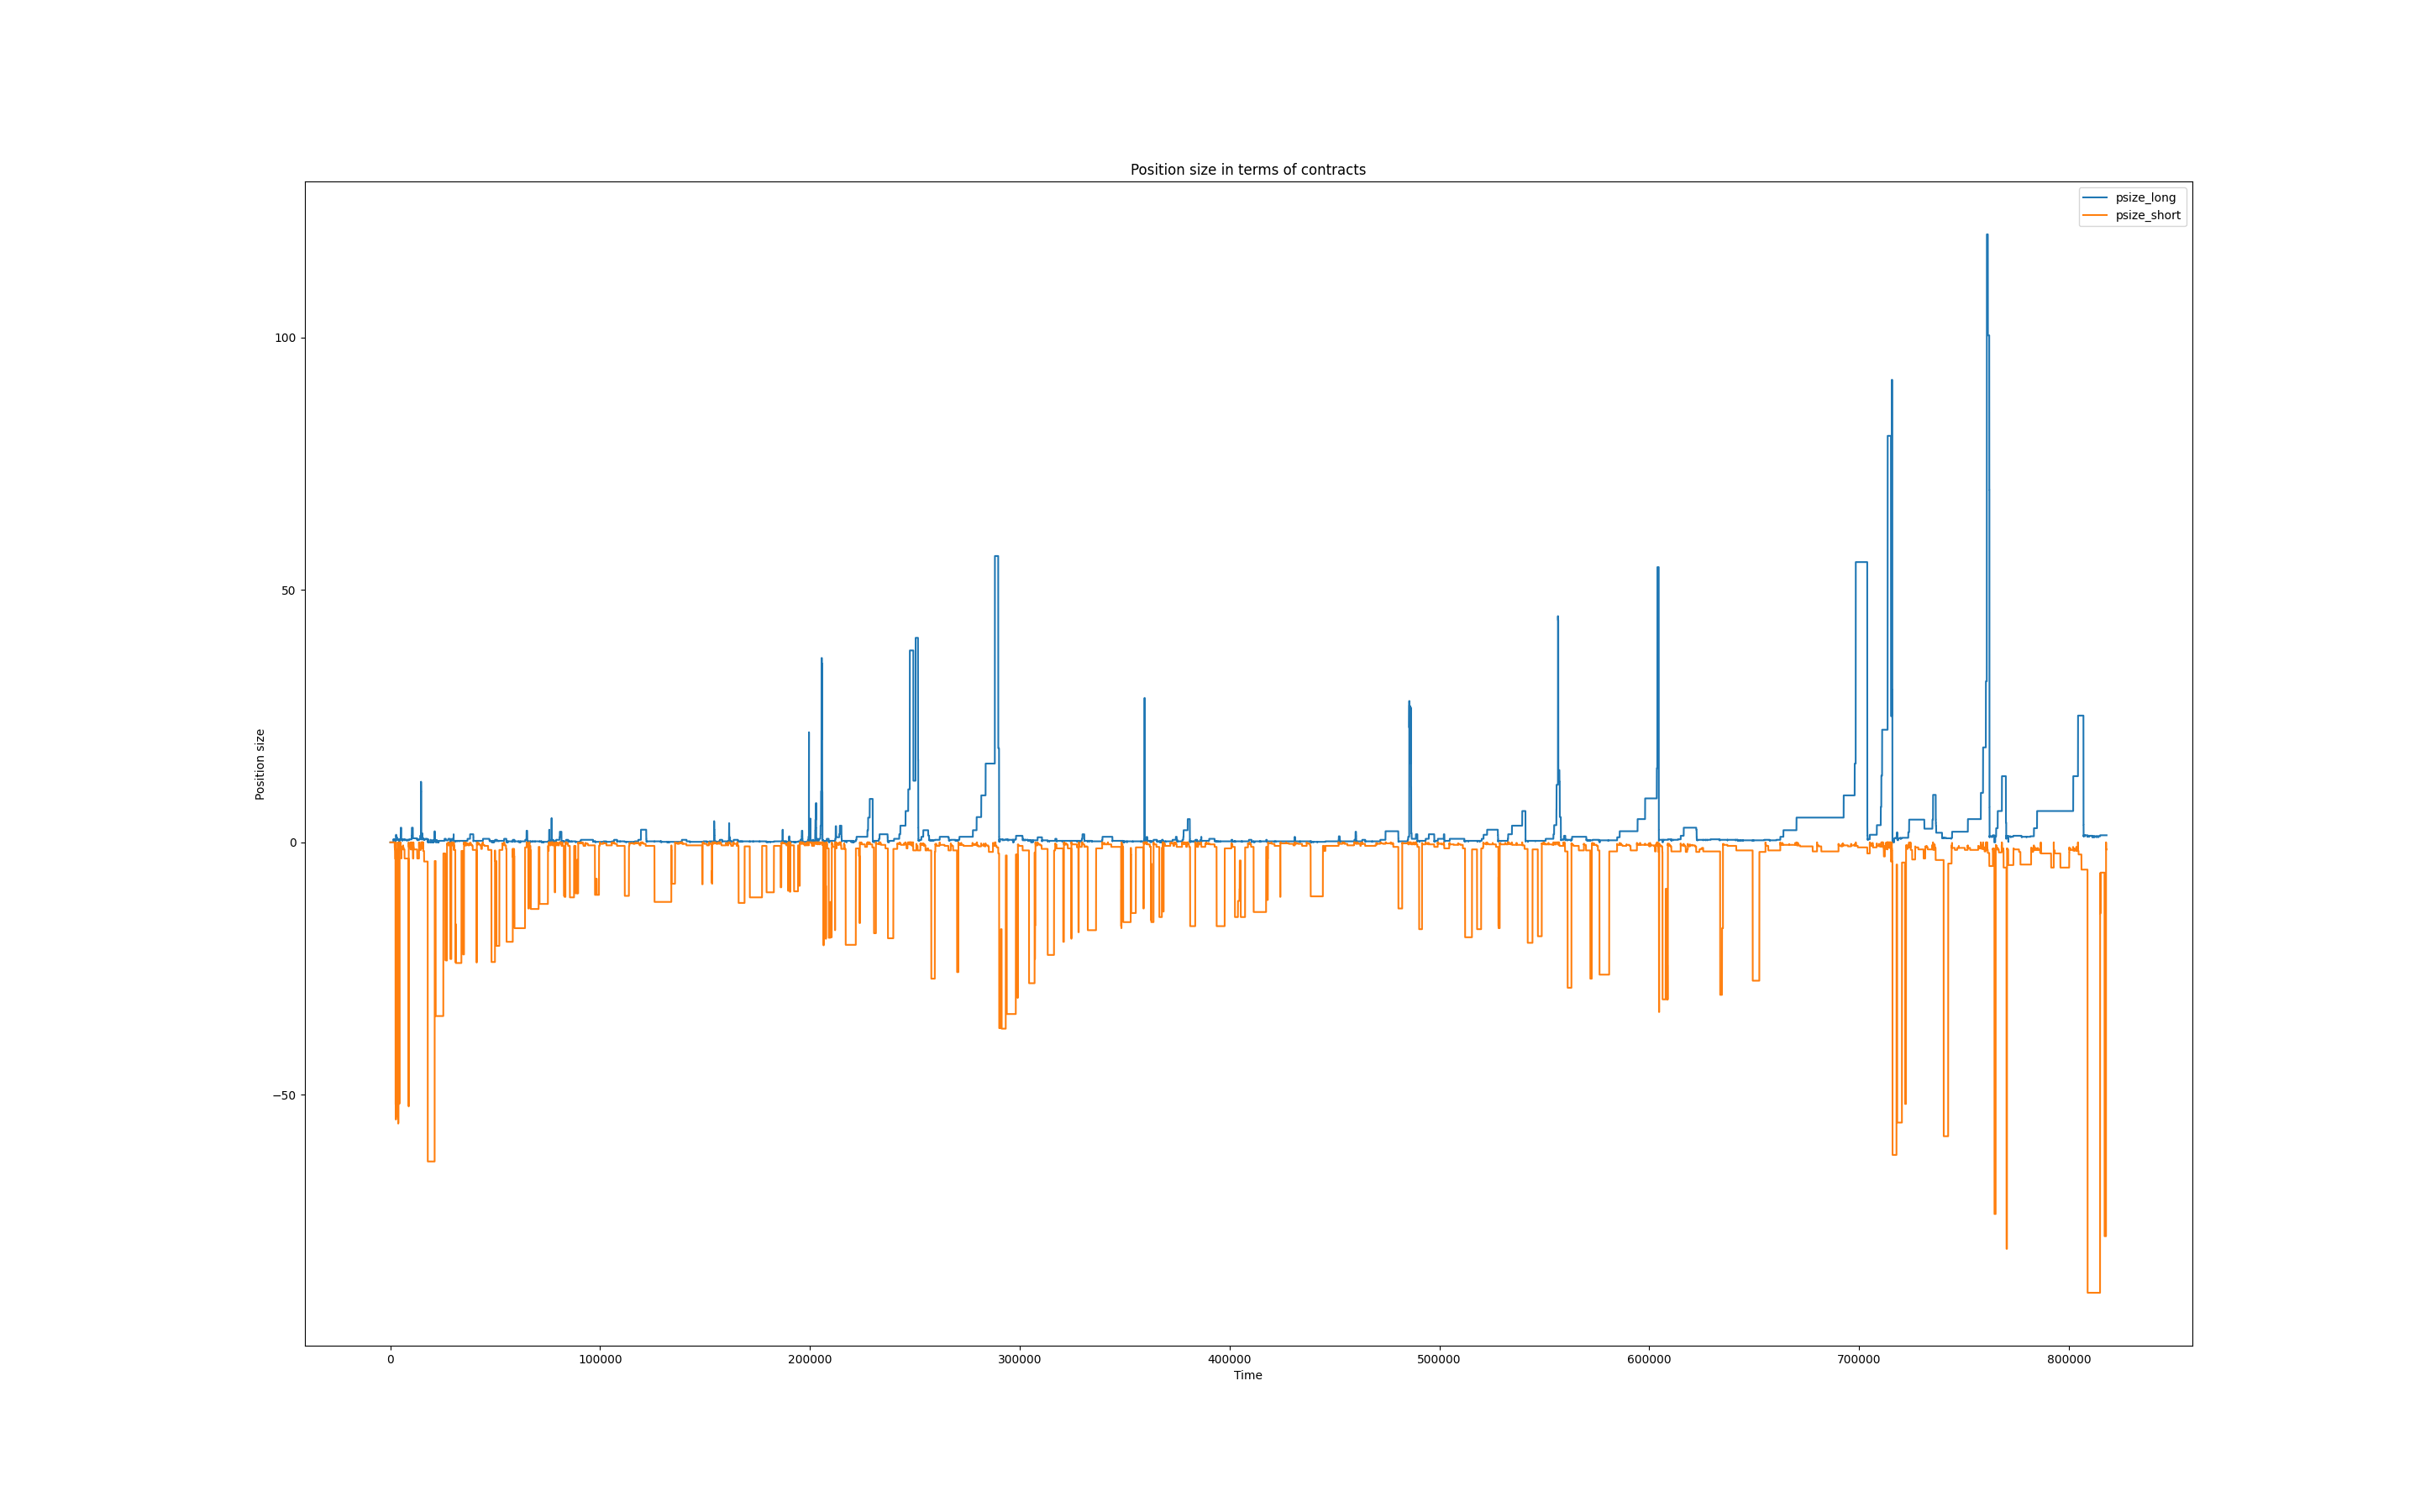 Position size in terms of contracts
psize_long
psize_short
100
50
0
−50
Position size
0
100000
200000
300000
400000
500000
600000
700000
800000
Time